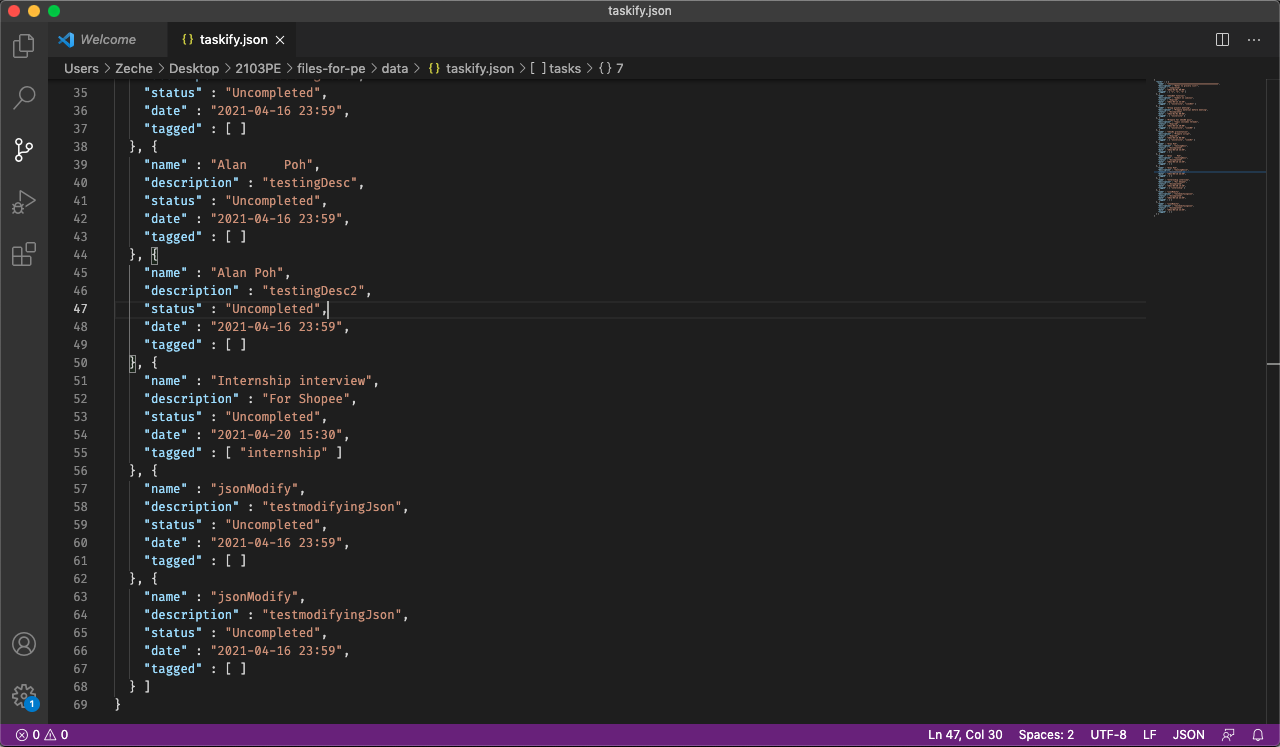 taskify.json
Welcome
{} taskify.json ×
Users > Zeche > Desktop > 2103PE > files-for-pe > data > {} taskify.json > [ ] tasks > {} 7
35 "status" : "Uncompleted",
36 "date" : "2021-04-16 23:59",
37 "tagged" : [ ]
38 }, {
39 "name" : "Alan     Poh",
40 "description" : "testingDesc",
41 "status" : "Uncompleted",
42 "date" : "2021-04-16 23:59",
43 "tagged" : [ ]
44 }, {
45 "name" : "Alan Poh",
46 "description" : "testingDesc2",
47 "status" : "Uncompleted",
48 "date" : "2021-04-16 23:59",
49 "tagged" : [ ]
50 }, {
51 "name" : "Internship interview",
52 "description" : "For Shopee",
53 "status" : "Uncompleted",
54 "date" : "2021-04-20 15:30",
55 "tagged" : [ "internship" ]
56 }, {
57 "name" : "jsonModify",
58 "description" : "testmodifyingJson",
59 "status" : "Uncompleted",
60 "date" : "2021-04-16 23:59",
61 "tagged" : [ ]
62 }, {
63 "name" : "jsonModify",
64 "description" : "testmodifyingJson",
65 "status" : "Uncompleted",
66 "date" : "2021-04-16 23:59",
67 "tagged" : [ ]
68 } ]
69 }
1
0 0 Ln 47, Col 30 Spaces: 2 UTF-8 LF JSON